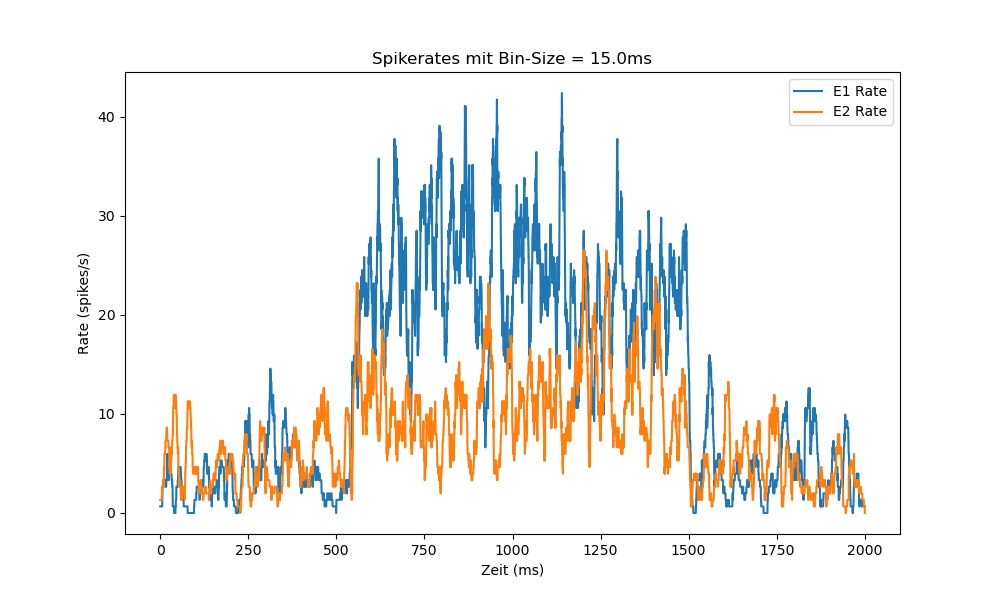 Spikerates mit Bin-Size = 15.0ms
E1 Rate
E2 Rate
40
30
20
10
0
Rate (spikes/s)
0 250 500 750 1000 1250 1500 1750 2000
Zeit (ms)